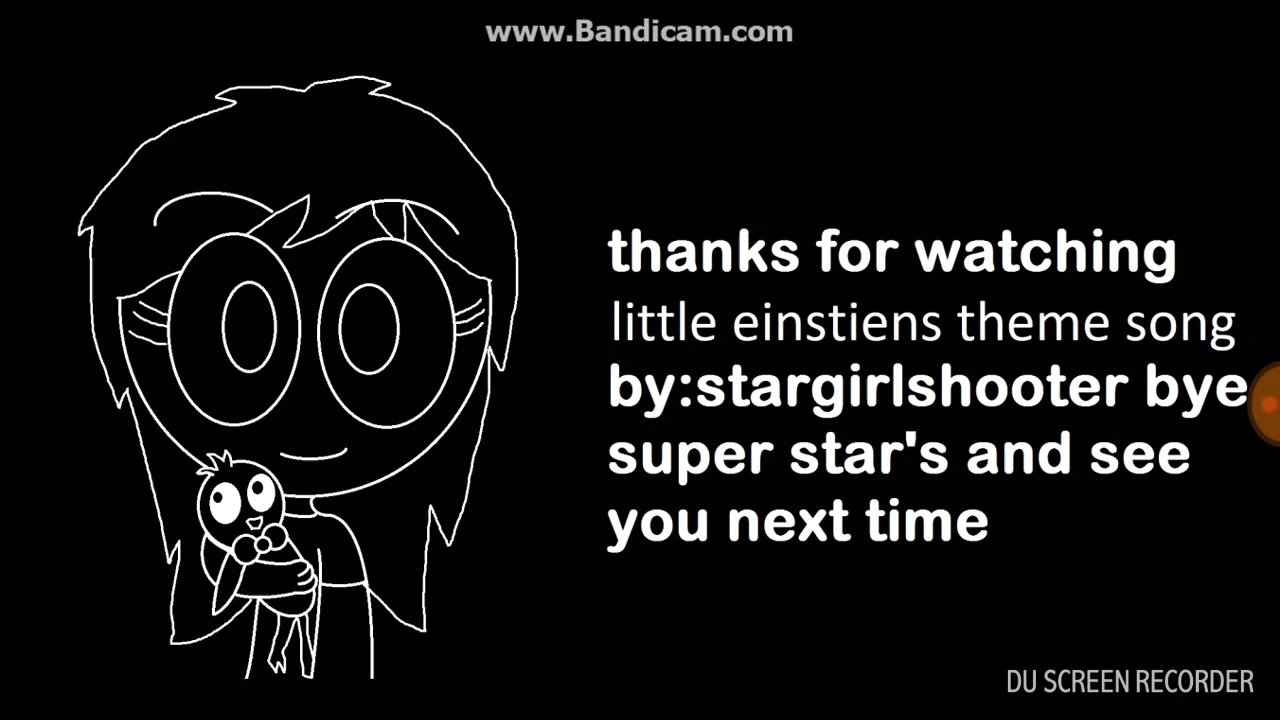 www.Bandicam.com
thanks for watching
little einstiens theme song
by:stargirlshooter bye
super star's and see
you next time
DU SCREEN RECORDER